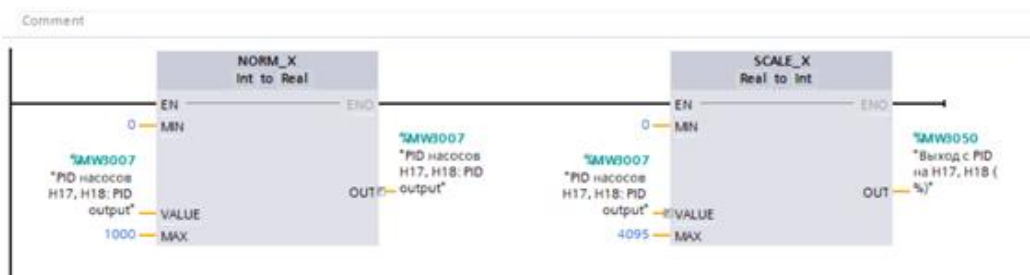 Comment
NORM_X
Int to Real
EN
ENO
0
MIN
%MW3007
"PID насосов
H17, H18: PID
output"
VALUE
1000
MAX
OUT
%MW3007
"PID насосов
H17, H18: PID
output"
SCALE_X
Real to Int
EN
ENO
0
MIN
%MW3007
"PID насосов
H17, H18: PID
output"
VALUE
4095
MAX
OUT
%MW3050
"Выход с PID
на H17, H18 (
%)"